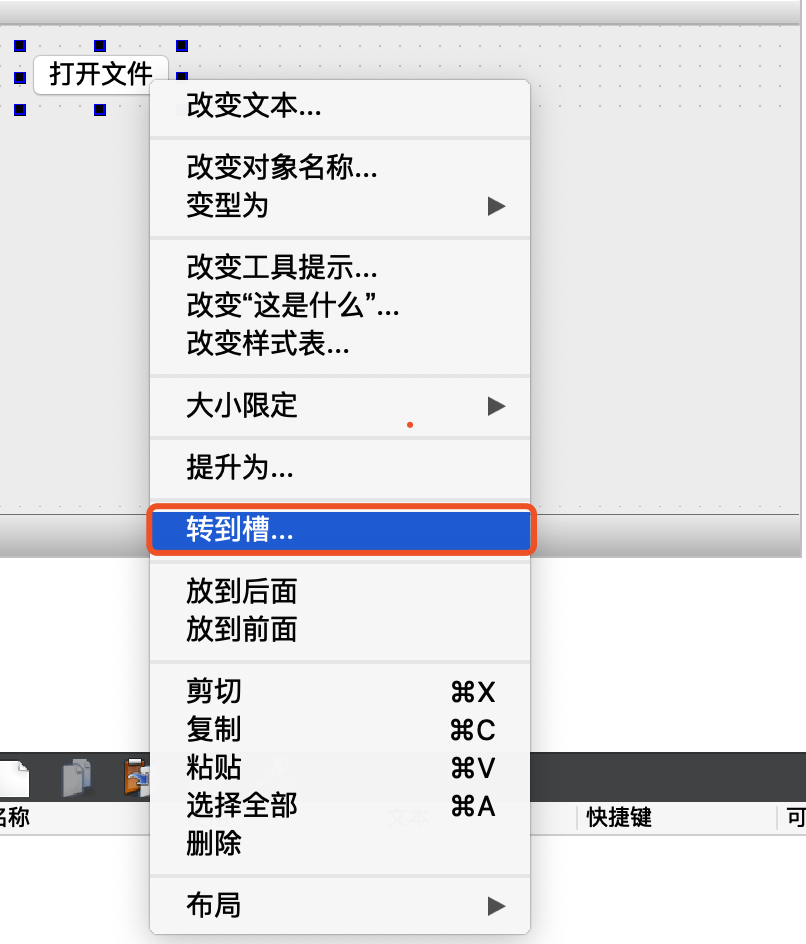 打开文件
改变文本...
改变对象名称...
变型为
改变工具提示...
改变“这是什么”...
改变样式表...
大小限定
提升为...
转到槽...
放到后面
放到前面
剪切 ⌘X
复制 ⌘C
粘贴 ⌘V
选择全部 ⌘A
删除
布局
名称 文本 快捷键 可